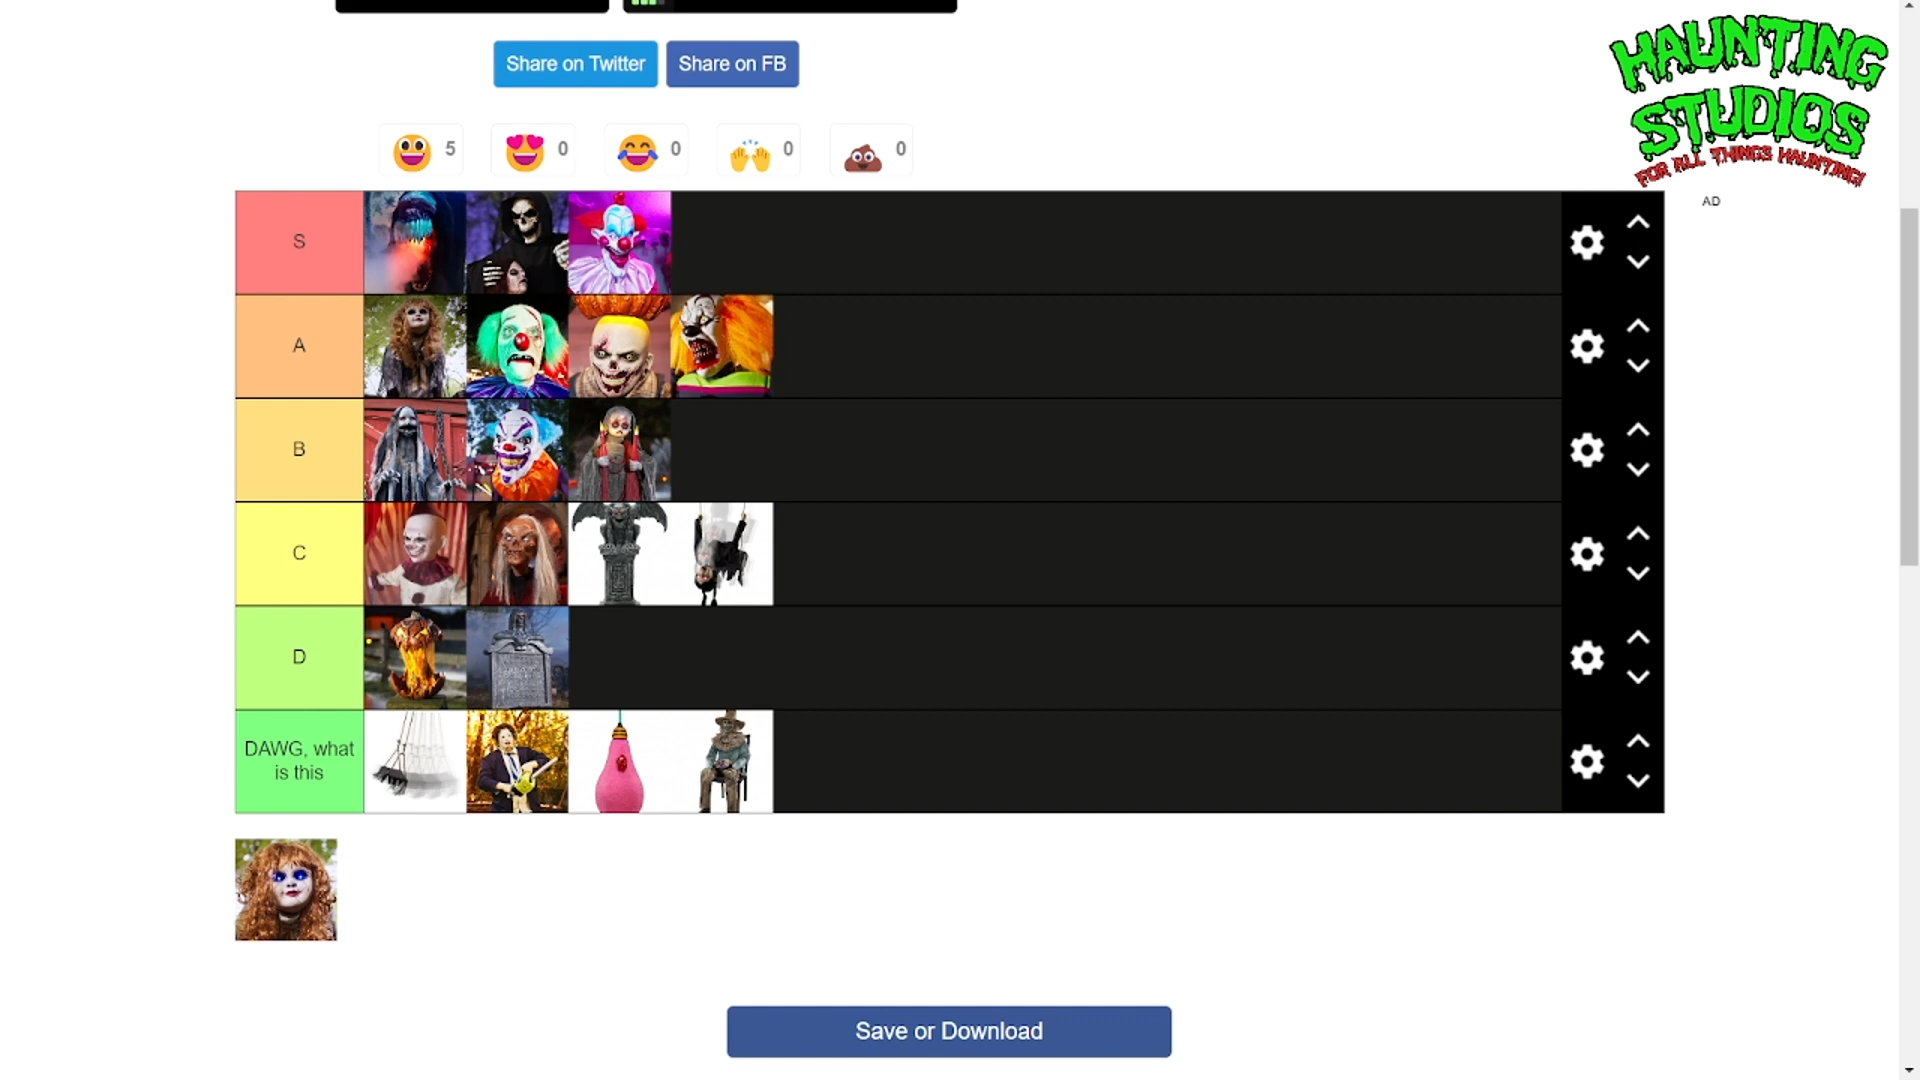 Share on Twitter
Share on FB
5
0
0
0
0
HAUNTING
STUDIOS
FOR ALL THINGS HAUNTING!
AD
S
A
B
C
D
DAWG, what
is this
Save or Download